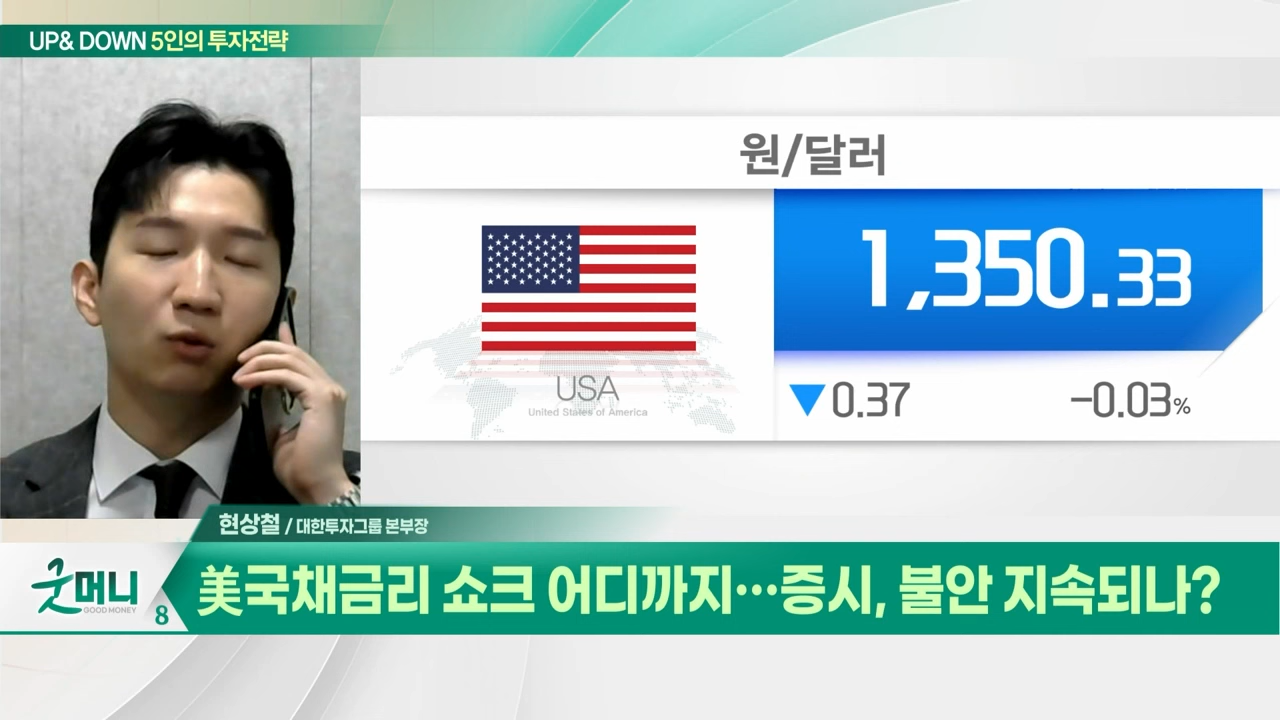 UP& DOWN 5인의 투자전략
원/달러
1,350.33
USA
United States of America
▼0.37 -0.03%
현상철 / 대한투자그룹 본부장
굿머니
GOOD MONEY
8
美국채금리 쇼크 어디까지…증시, 불안 지속되나?